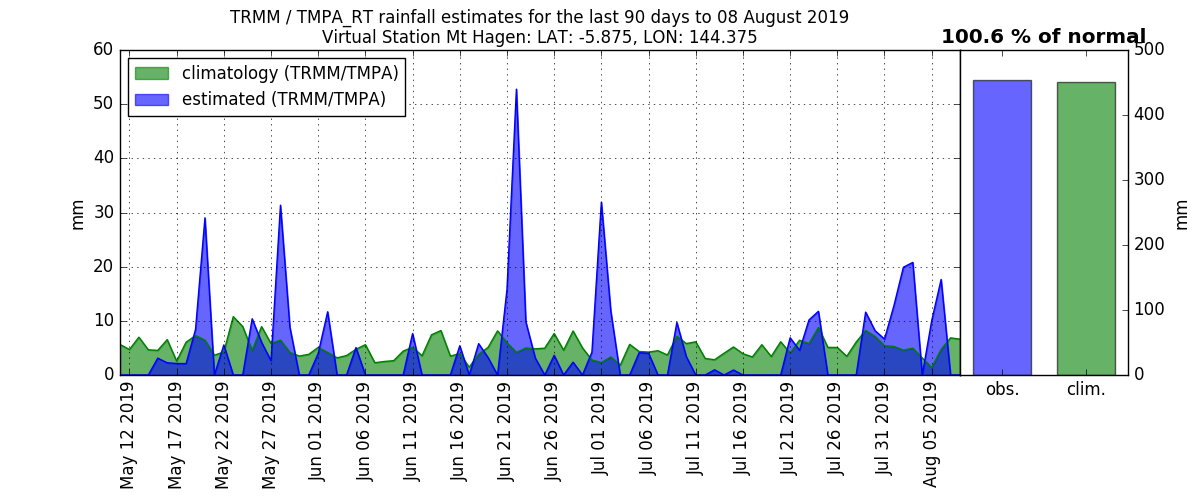 TRMM / TMPA_RT rainfall estimates for the last 90 days to 08 August 2019
Virtual Station Mt Hagen: LAT: -5.875, LON: 144.375
100.6 % of normal
climatology (TRMM/TMPA)
estimated (TRMM/TMPA)
60
50
40
30
20
10
0
mm
500
400
300
200
100
0
mm
May 12 2019
May 17 2019
May 22 2019
May 27 2019
Jun 01 2019
Jun 06 2019
Jun 11 2019
Jun 16 2019
Jun 21 2019
Jun 26 2019
Jul 01 2019
Jul 06 2019
Jul 11 2019
Jul 16 2019
Jul 21 2019
Jul 26 2019
Jul 31 2019
Aug 05 2019
obs.
clim.